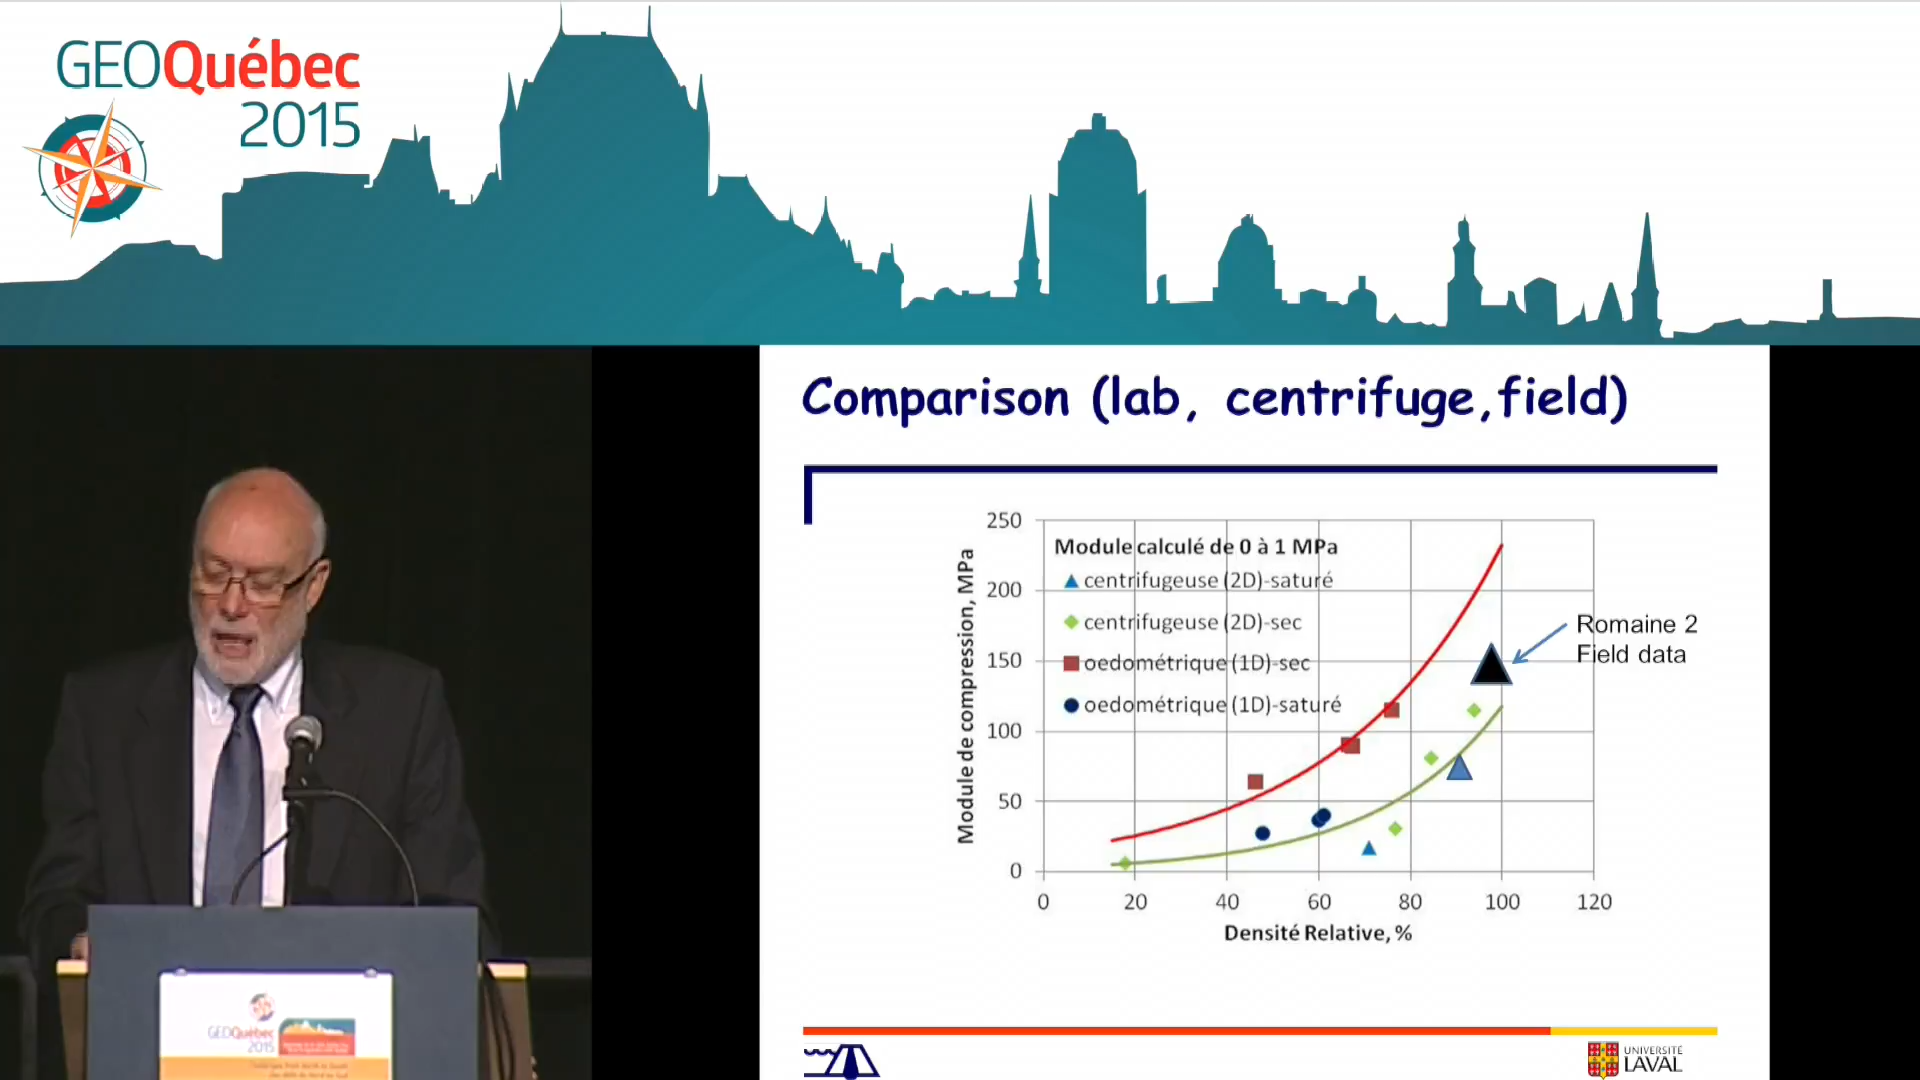 GEOQuébec
2015
Comparison (lab, centrifuge,field)
250
200
150
100
50
0
Module de compression, MPa
Module calculé de 0 à 1 MPa
centrifugeuse (2D)-saturé
centrifugeuse (2D)-sec
oedométrique (1D)-sec
oedométrique (1D)-saturé
Romaine 2
Field data
0 20 40 60 80 100 120
Densité Relative, %
UNIVERSITÉ
LAVAL
GEOQuébec
2015